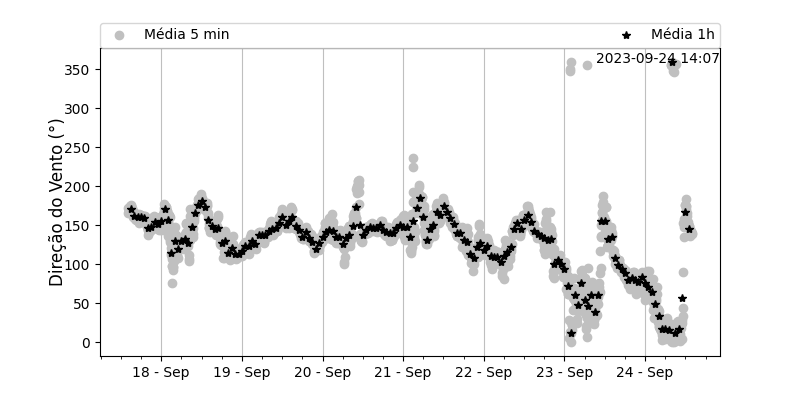 Média 5 min
Média 1h
2023-09-24 14:07
Direção do Vento (°)
350
300
250
200
150
100
50
0
18 - Sep
19 - Sep
20 - Sep
21 - Sep
22 - Sep
23 - Sep
24 - Sep